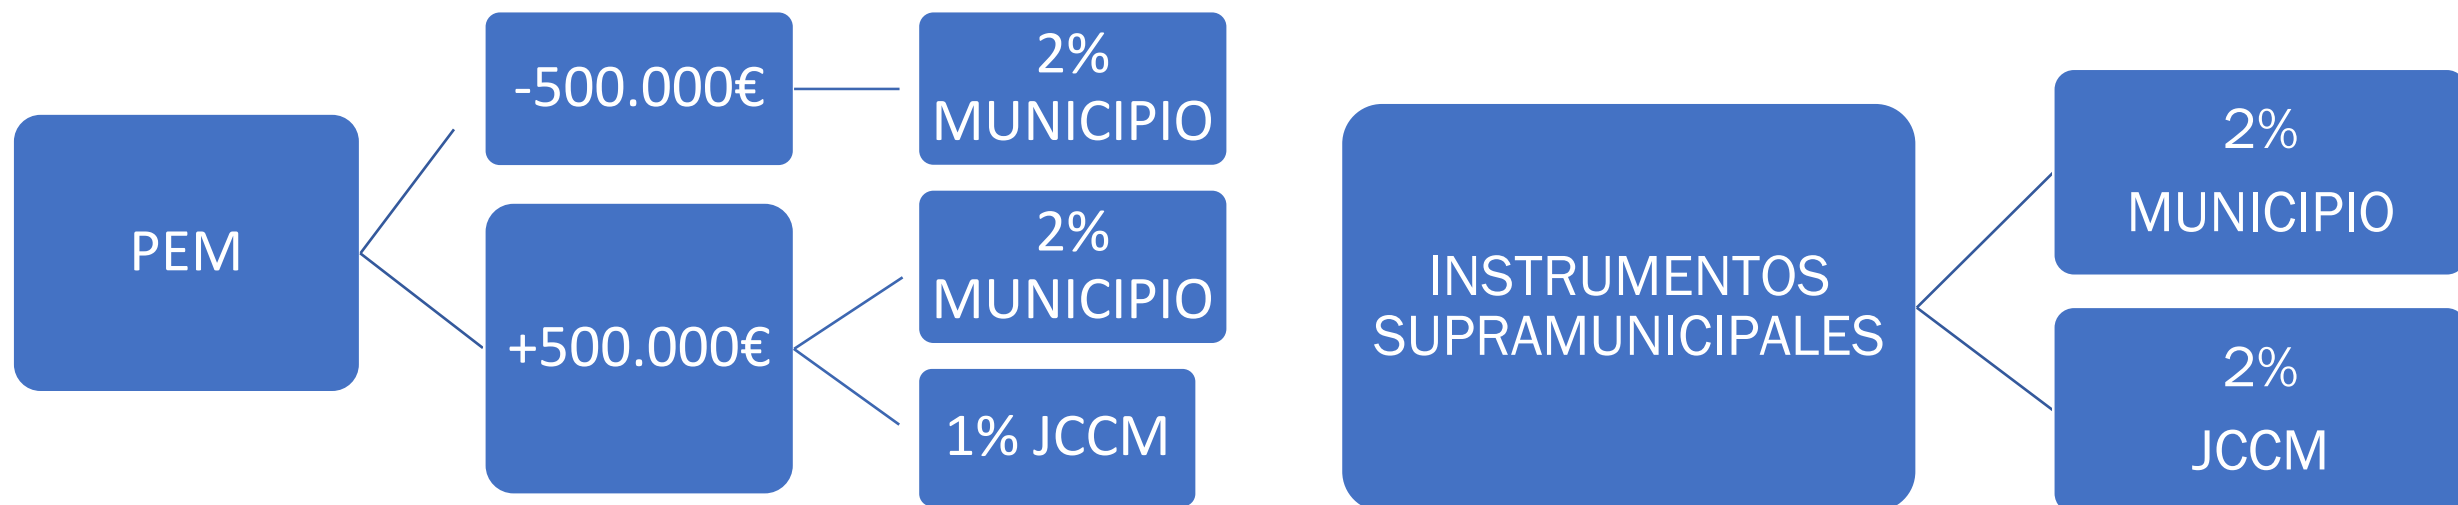 PEM
-500.000€
2%
MUNICIPIO
+500.000€
2%
MUNICIPIO
1% JCCM
INSTRUMENTOS
SUPRAMUNICIPALES
2%
MUNICIPIO
2%
JCCM